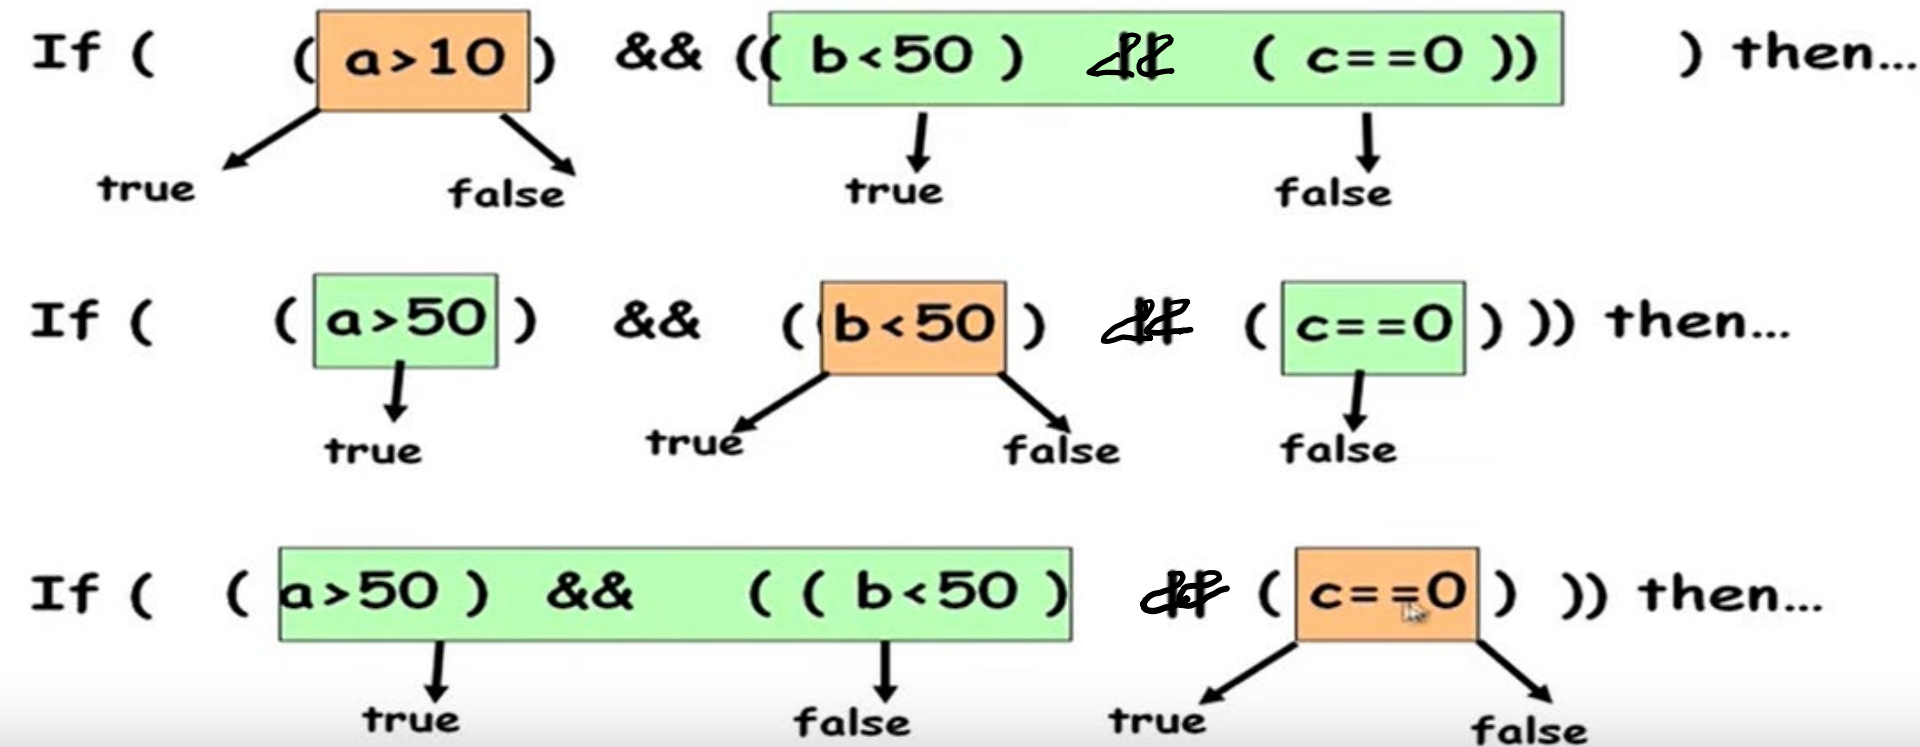 If ( ( a>10 ) && (( b<50 ) ( c==0 )) ) then...
true false true false
If ( ( a>50 ) && (( b<50 ) ( c==0 ) )) then...
true true false false
If ( ( a>50 ) && ( ( b<50 ) ( c==0 ) )) then...
true false true false